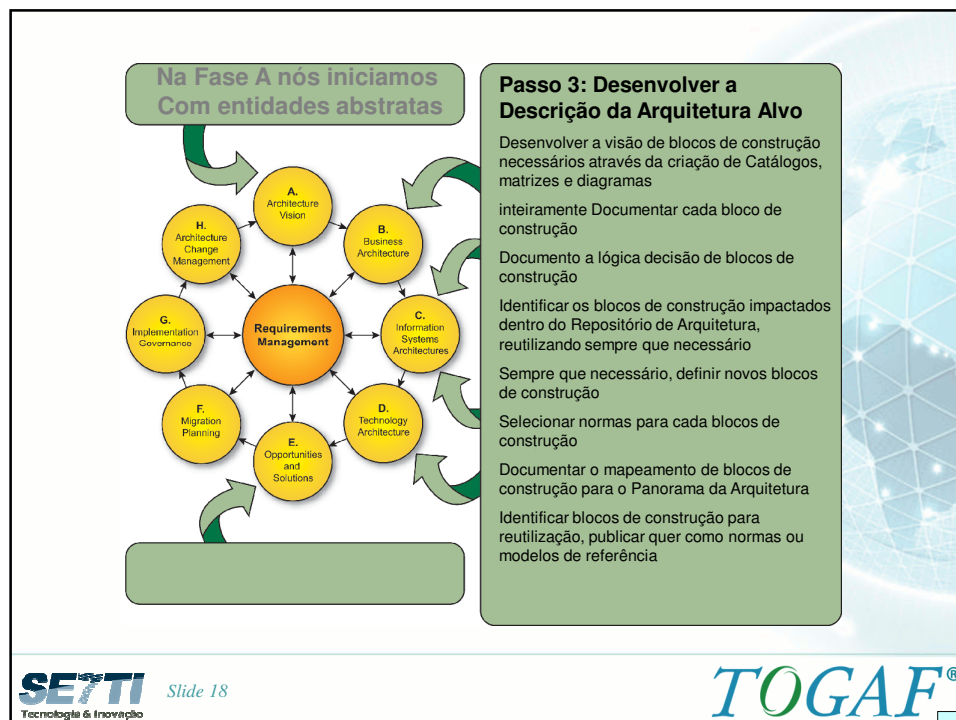 Na Fase A nós iniciamos
Com entidades abstratas
A.
Architecture
Vision
B.
Business
Architecture
C.
Information
Systems
Architectures
D.
Technology
Architecture
E.
Opportunities
and
Solutions
F.
Migration
Planning
G.
Implementation
Governance
H.
Architecture
Change
Management
Requirements
Management
Passo 3: Desenvolver a
Descrição da Arquitetura Alvo
Desenvolver a visão de blocos de construção
necessários através da criação de Catálogos,
matrizes e diagramas
inteiramente Documentar cada bloco de
construção
Documento a lógica decisão de blocos de
construção
Identificar os blocos de construção impactados
dentro do Repositório de Arquitetura,
reutilizando sempre que necessário
Sempre que necessário, definir novos blocos
de construção
Selecionar normas para cada blocos de
construção
Documentar o mapeamento de blocos de
construção para o Panorama da Arquitetura
Identificar blocos de construção para
reutilização, publicar quer como normas ou
modelos de referência
SETTI
Tecnologia & Inovação
Slide 18
TOGAF®